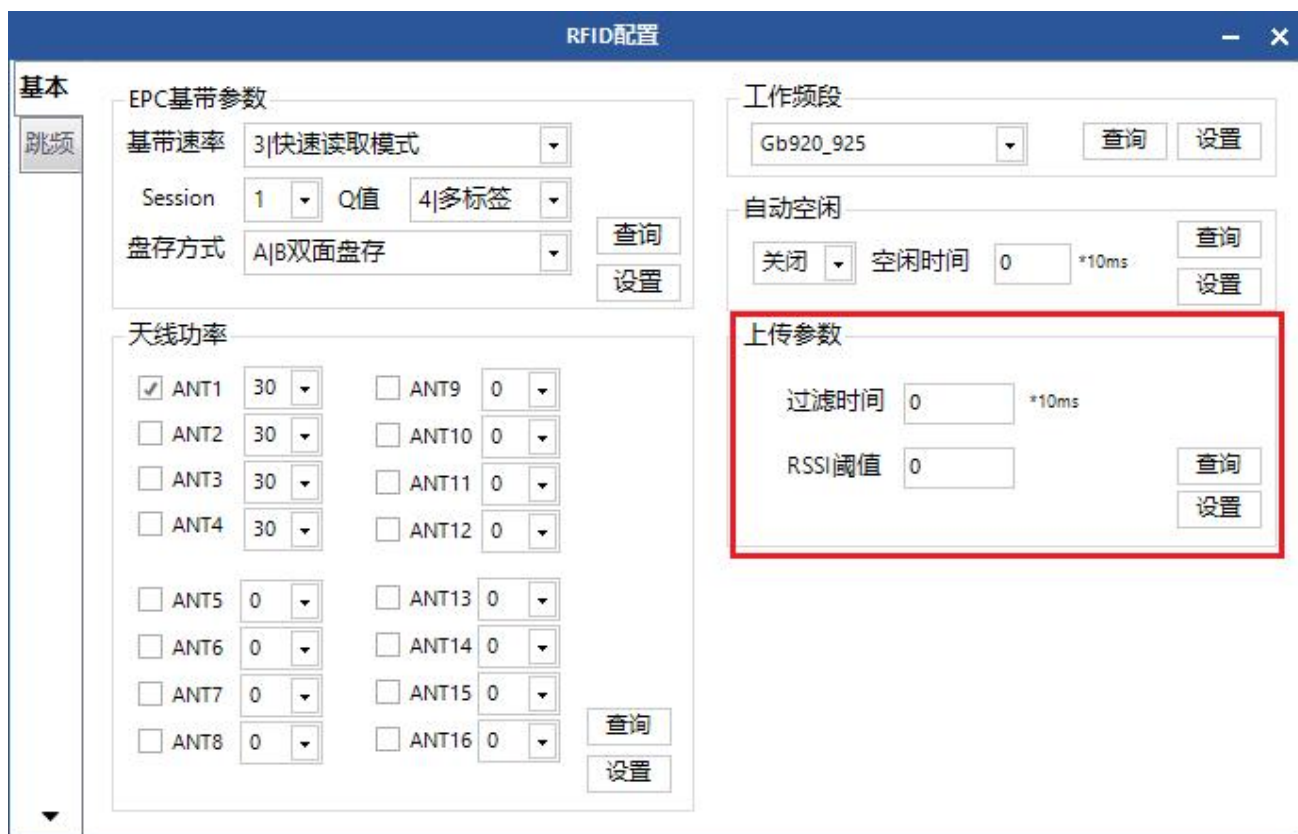 RFID配置
基本
跳频
EPC基带参数
基带速率 3|快速读取模式
Session 1 Q值 4|多标签
盘存方式 A|B双面盘存
查询
设置
天线功率
ANT1 30 ANT9 0
ANT2 30 ANT10 0
ANT3 30 ANT11 0
ANT4 30 ANT12 0
ANT5 0 ANT13 0
ANT6 0 ANT14 0
ANT7 0 ANT15 0
ANT8 0 ANT16 0
查询
设置
工作频段
Gb920_925 查询 设置
自动空闲
关闭 空闲时间 0 *10ms
查询
设置
上传参数
过滤时间 0 *10ms
RSSI阈值 0 查询
设置